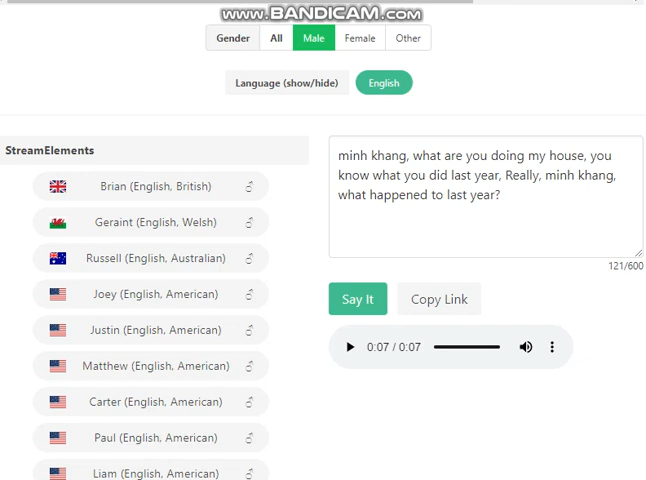 www.BANDICAM.com
Gender All Male Female Other
Language (show/hide) English
StreamElements
Brian (English, British)
Geraint (English, Welsh)
Russell (English, Australian)
Joey (English, American)
Justin (English, American)
Matthew (English, American)
Carter (English, American)
Paul (English, American)
Liam (English, American)
minh khang, what are you doing my house, you
know what you did last year, Really, minh khang,
what happened to last year?
121/600
Say It Copy Link
0:07 / 0:07